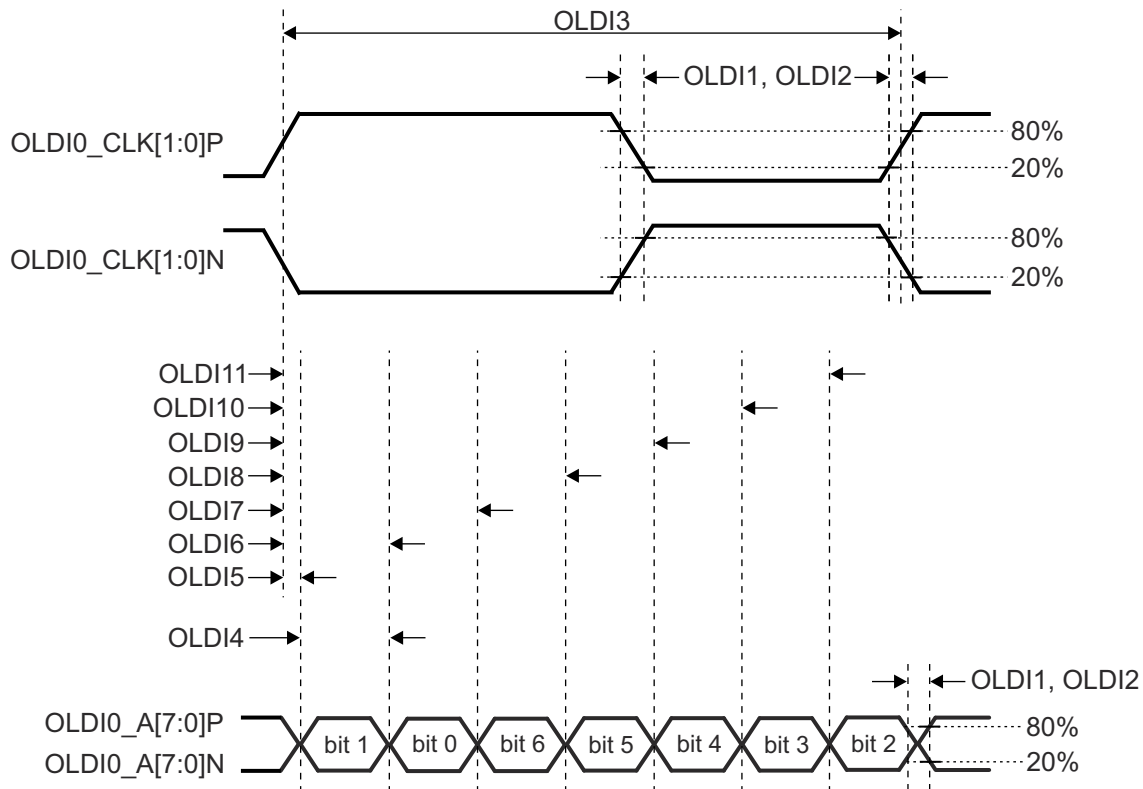 OLDI3
OLDI1, OLDI2
OLDI0_CLK[1:0]P
80%
20%
OLDI0_CLK[1:0]N
80%
20%
OLDI11
OLDI10
OLDI9
OLDI8
OLDI7
OLDI6
OLDI5
OLDI4
OLDI1, OLDI2
OLDI0_A[7:0]P
80%
bit 1 bit 0 bit 6 bit 5 bit 4 bit 3 bit 2
OLDI0_A[7:0]N
20%